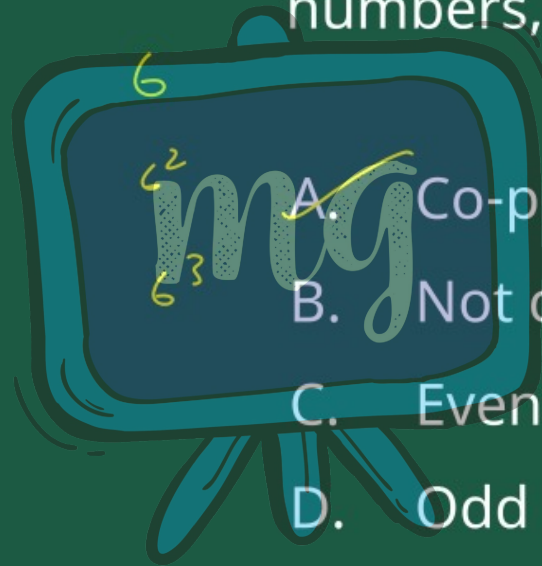 numbers,
6
6²
mg
A. Co-p
6³
B. Not
C. Even
D. Odd